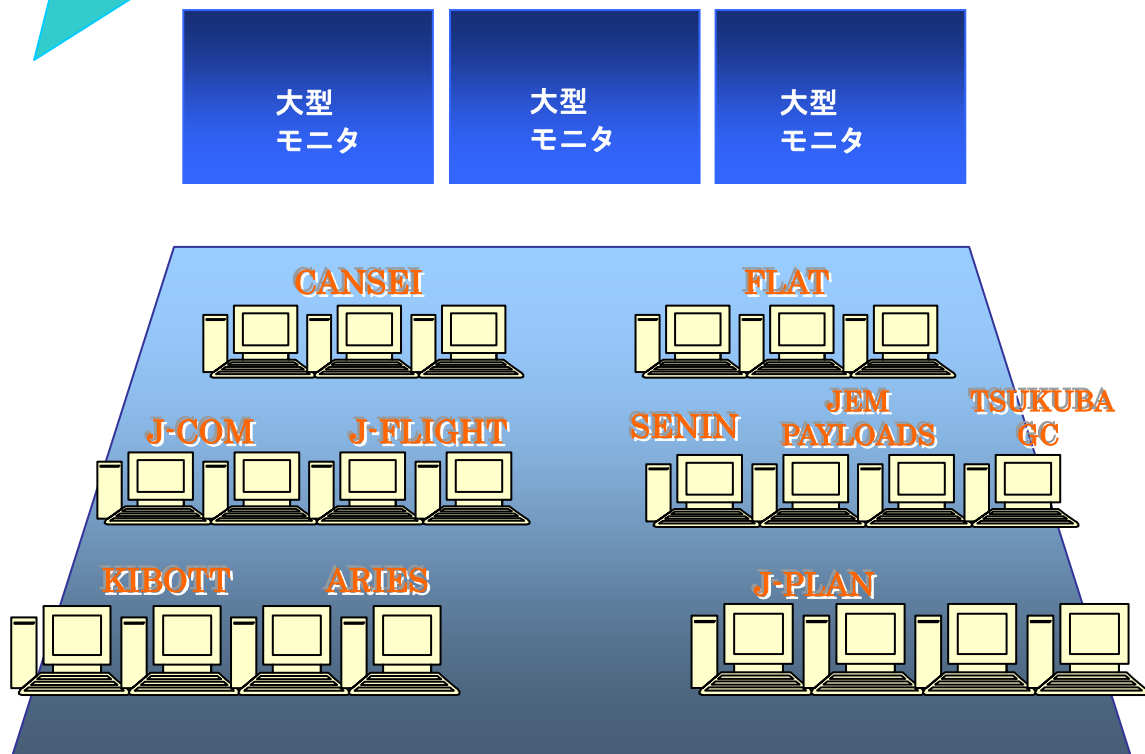 大型
モニタ
大型
モニタ
大型
モニタ
CANSEI
FLAT
J-COM
J-FLIGHT
SENIN
JEM
PAYLOADS
TSUKUBA
GC
KIBOTT
ARIES
J-PLAN